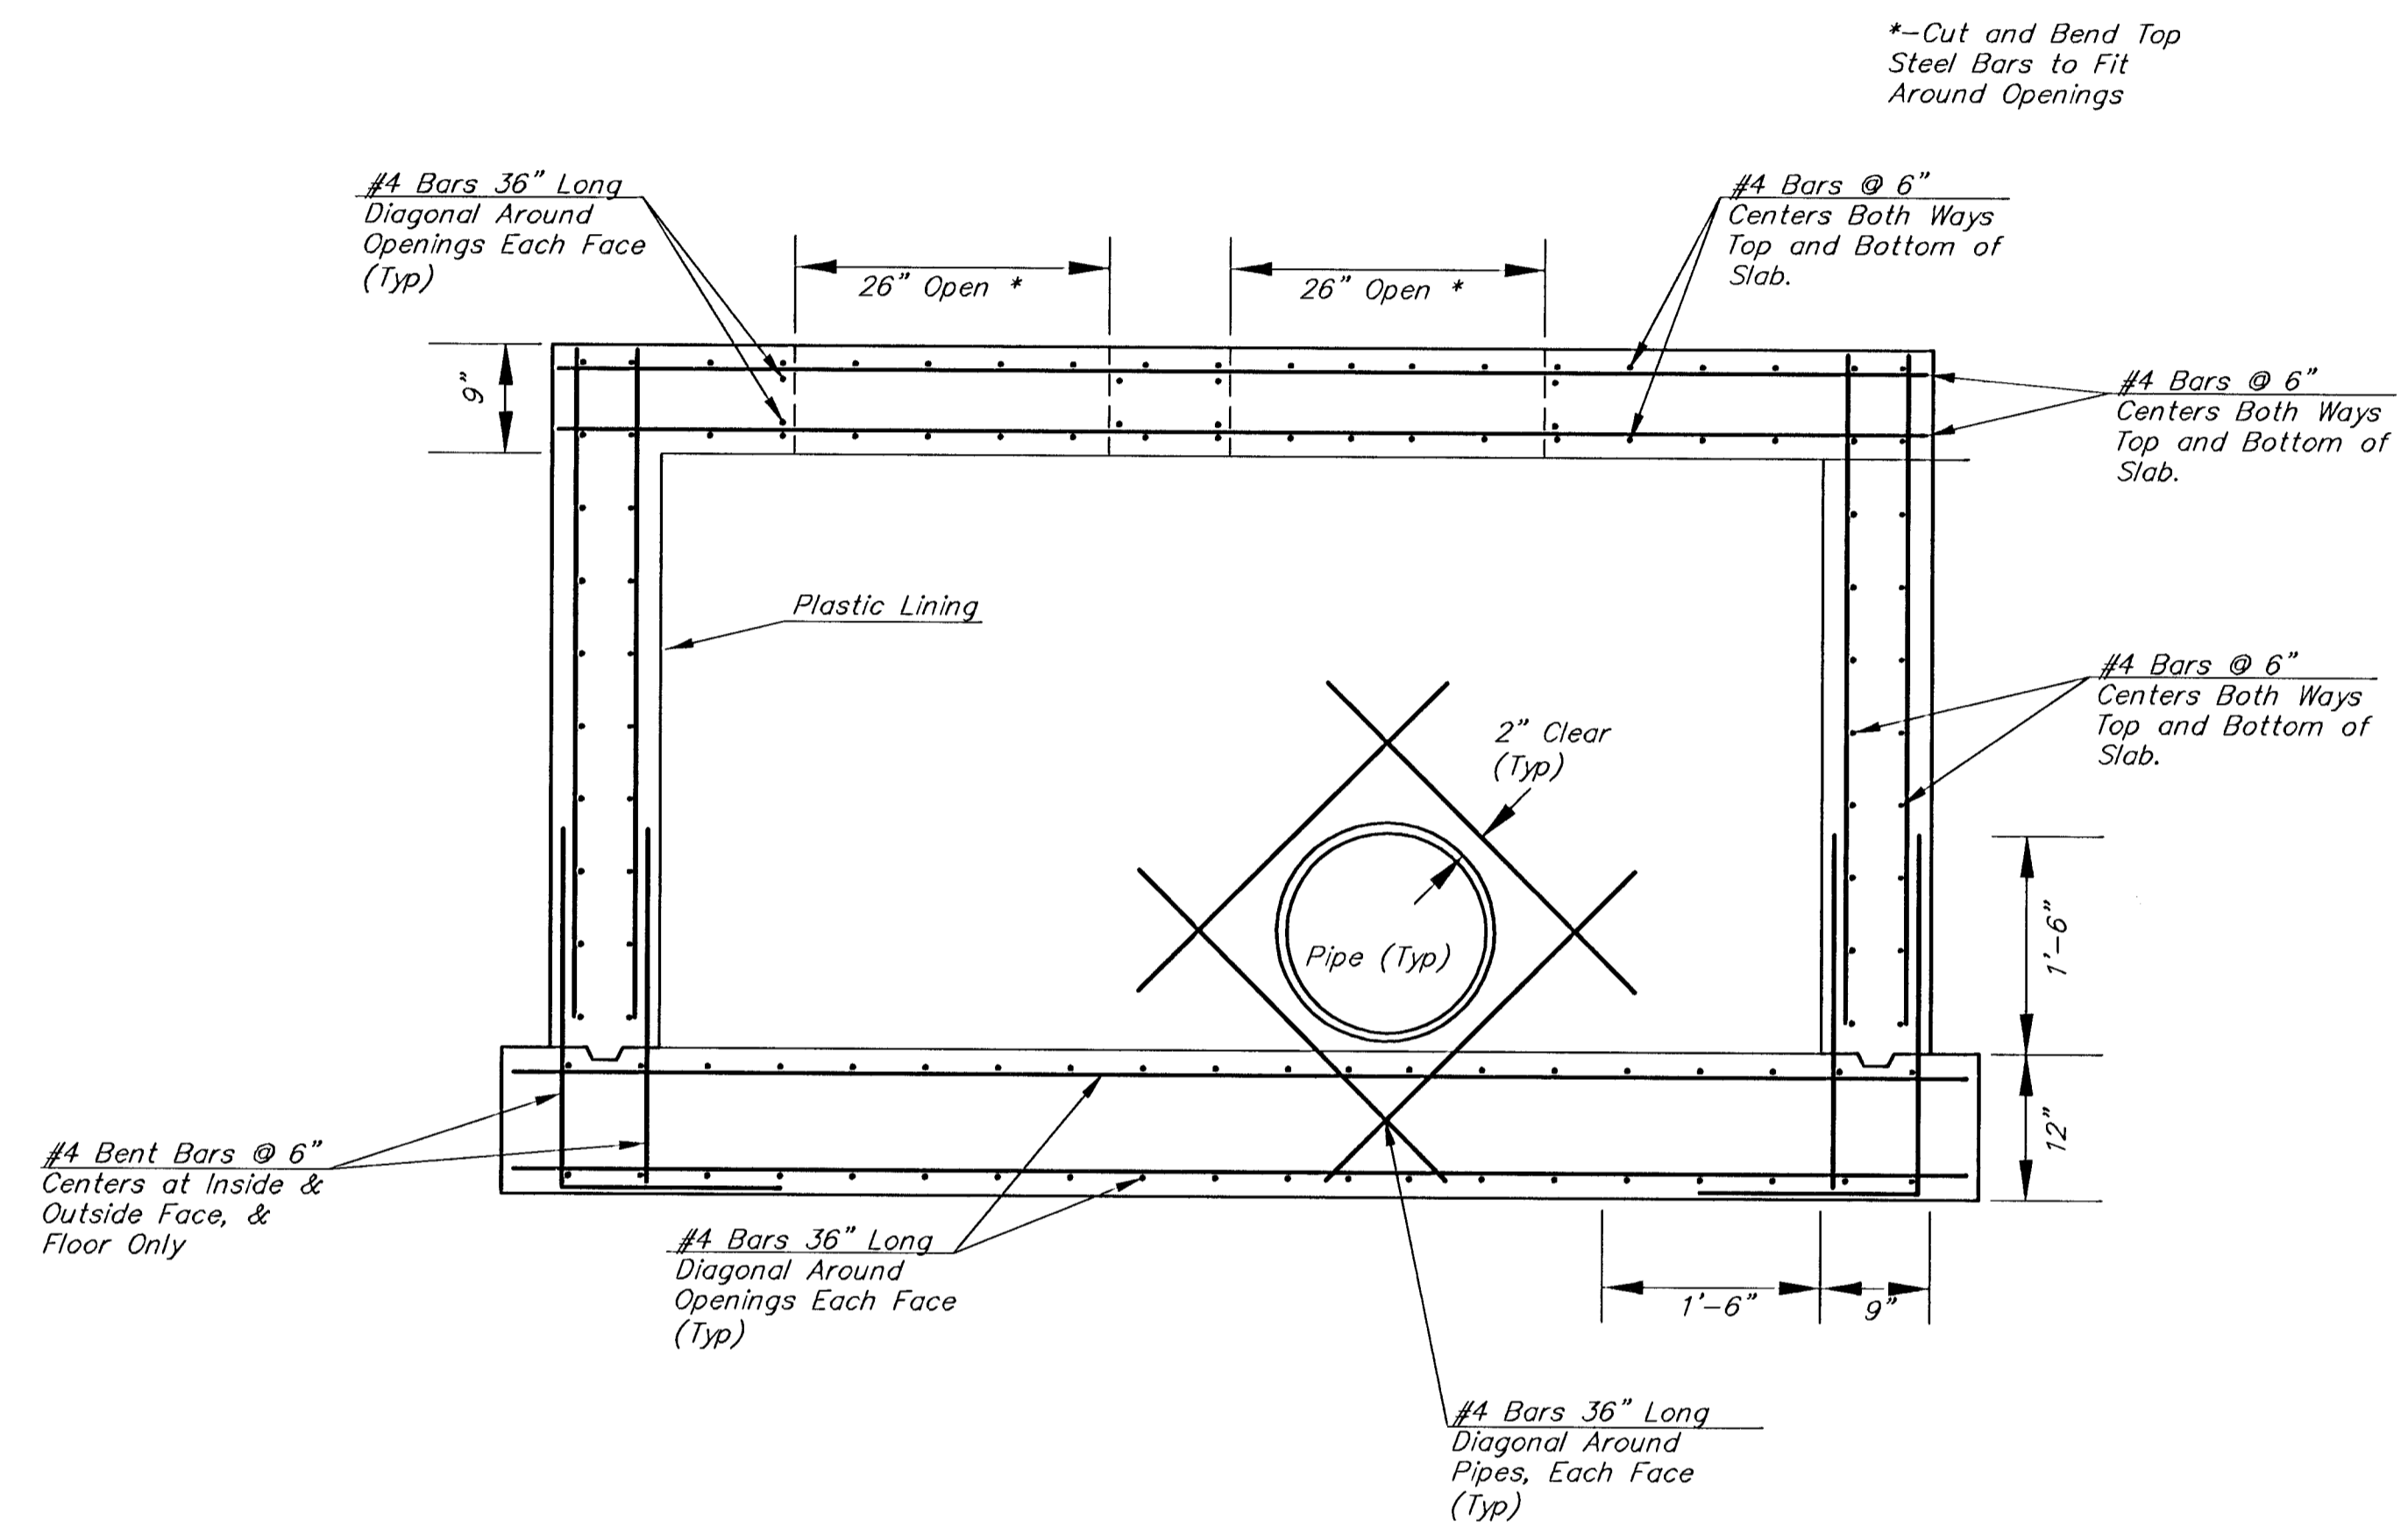 *-Cut and Bend Top
Steel Bars to Fit
Around Openings
#4 Bars 36" Long
Diagonal Around
Openings Each Face
(Typ)
26" Open *
26" Open *
#4 Bars @ 6"
Centers Both Ways
Top and Bottom of
Slab.
9"
#4 Bars @ 6"
Centers Both Ways
Top and Bottom of
Slab.
Plastic Lining
#4 Bars @ 6"
Centers Both Ways
Top and Bottom of
Slab.
2" Clear
(Typ)
Pipe (Typ)
1'-6"
12"
#4 Bent Bars @ 6"
Centers at Inside &
Outside Face, &
Floor Only
#4 Bars 36" Long
Diagonal Around
Openings Each Face
(Typ)
1'-6"
9"
#4 Bars 36" Long
Diagonal Around
Pipes, Each Face
(Typ)